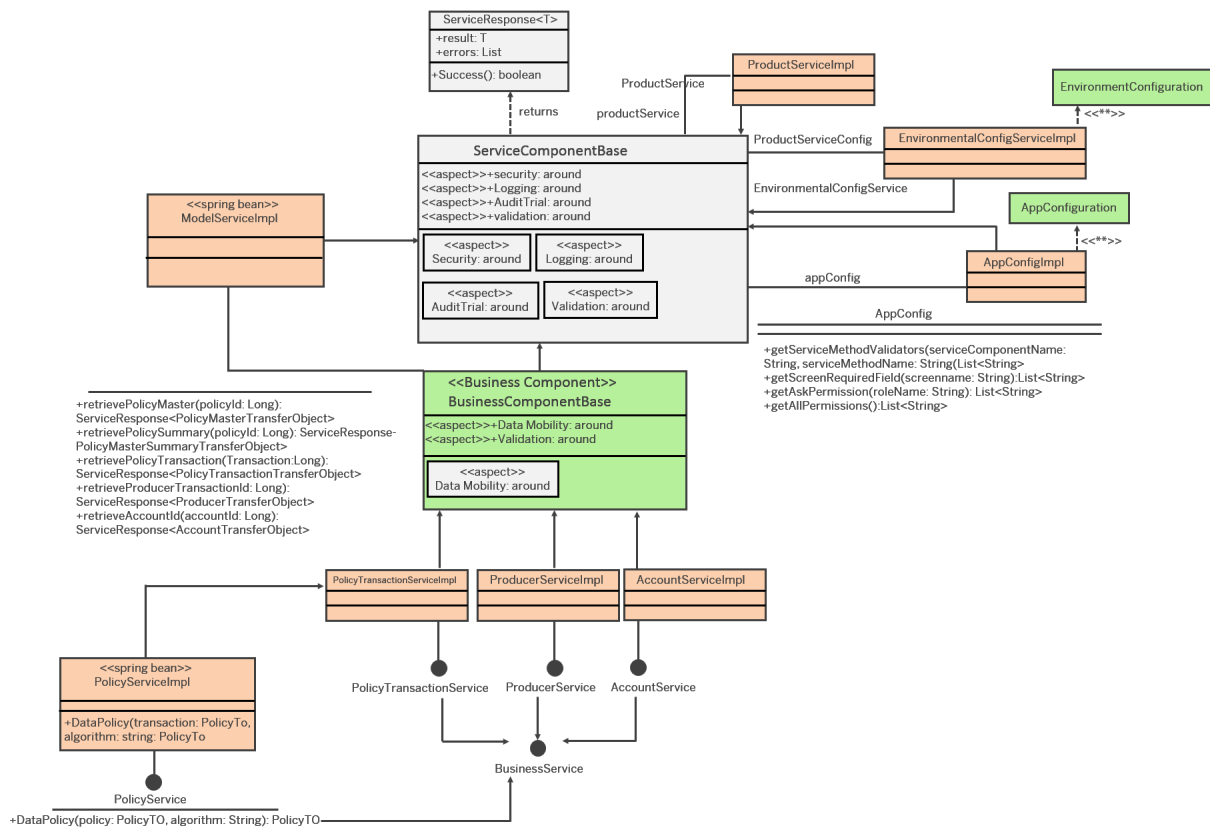 ServiceResponse<T>
+result: T
+errors: List
+Success(): boolean
returns
ProductService
productService
ProductServiceImpl
EnvironmentConfiguration
<<**>>
ProductServiceConfig
EnvironmentalConfigServiceImpl
EnvironmentalConfigService
AppConfiguration
<<**>>
AppConfigImpl
appConfig
ServiceComponentBase
<<aspect>>+security: around
<<aspect>>+Logging: around
<<aspect>>+AuditTrial: around
<<aspect>>+validation: around
<<aspect>>
Security: around
<<aspect>>
Logging: around
<<aspect>>
AuditTrial: around
<<aspect>>
Validation: around
<<spring bean>>
ModelServiceImpl
AppConfig
+getServiceMethodValidators(serviceComponentName:
String, serviceMethodName: String(List<String>
+getScreenRequiredField(screenname: String):List<String>
+getAskPermission(roleName: String): List<String>
+getAllPermissions():List<String>
<<Business Component>>
BusinessComponentBase
<<aspect>>+Data Mobility: around
<<aspect>>+Validation: around
<<aspect>>
Data Mobility: around
+retrievePolicyMaster(policyId: Long):
ServiceResponse<PolicyMasterTransferObject>
+retrievePolicySummary(policyId: Long): ServiceResponse-
PolicyMasterSummaryTransferObject>
+retrievePolicyTransaction(Transaction:Long):
ServiceResponse<PolicyTransactionTransferObject>
+retrieveProducerTransactionId: Long):
ServiceResponse<ProducerTransferObject>
+retrieveAccountId(accountId: Long):
ServiceResponse<AccountTransferObject>
PolicyTransactionServiceImpl
ProducerServiceImpl
AccountServiceImpl
PolicyTransactionService
ProducerService
AccountService
BusinessService
<<spring bean>>
PolicyServiceImpl
+DataPolicy(transaction: PolicyTo,
algorithm: string: PolicyTo
PolicyService
+DataPolicy(policy: PolicyTO, algorithm: String): PolicyTO